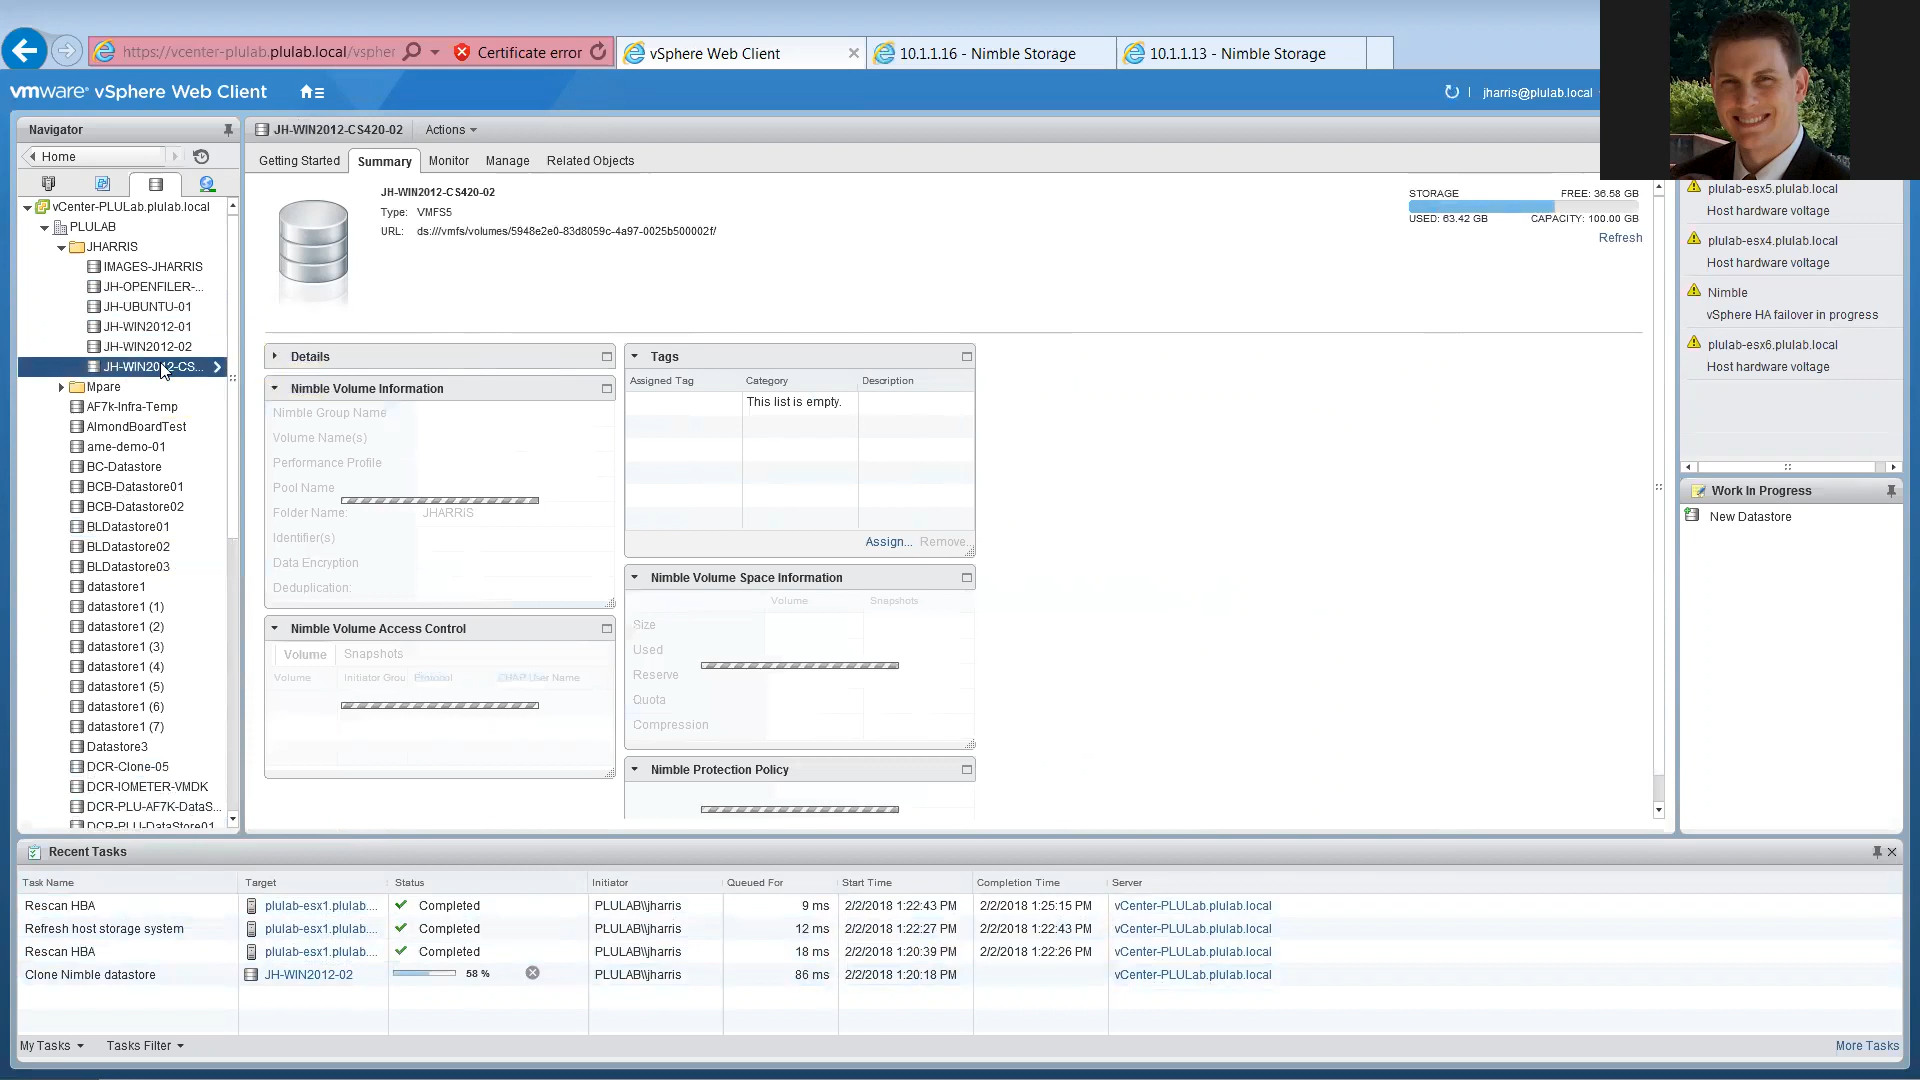 https://vcenter-plulab.plulab.local/vspher
Certificate error
vSphere Web Client
10.1.1.16 - Nimble Storage
10.1.1.13 - Nimble Storage
vmware® vSphere Web Client
jharris@plulab.local
Navigator
Home
vCenter-PLULab.plulab.local
PLULAB
JHARRIS
IMAGES-JHARRIS
JH-OPENFILER-...
JH-UBUNTU-01
JH-WIN2012-01
JH-WIN2012-02
JH-WIN2012-CS...
Mpare
AF7k-Infra-Temp
AlmondBoardTest
ame-demo-01
BC-Datastore
BCB-Datastore01
BCB-Datastore02
BLDatastore01
BLDatastore02
BLDatastore03
datastore1
datastore1 (1)
datastore1 (2)
datastore1 (3)
datastore1 (4)
datastore1 (5)
datastore1 (6)
datastore1 (7)
Datastore3
DCR-Clone-05
DCR-IOMETER-VMDK
DCR-PLU-AF7K-DataS...
DCR-PLU-DataStore01
JH-WIN2012-CS420-02
Actions
Getting Started
Summary
Monitor
Manage
Related Objects
JH-WIN2012-CS420-02
Type: VMFS5
URL: ds:///vmfs/volumes/5948e2e0-83d8059c-4a97-0025b500002f/
STORAGE FREE: 36.58 GB
USED: 63.42 GB CAPACITY: 100.00 GB
Refresh
Details
Nimble Volume Information
Nimble Group Name
Volume Name(s)
Performance Profile
Pool Name
Folder Name: JHARRIS
Identifier(s)
Data Encryption
Deduplication:
Nimble Volume Access Control
Volume Snapshots
Volume Initiator Grou Protocol CHAP User Name
Tags
Assigned Tag Category Description
This list is empty.
Assign... Remove...
Nimble Volume Space Information
Volume Snapshots
Size
Used
Reserve
Quota
Compression
Nimble Protection Policy
plulab-esx5.plulab.local
Host hardware voltage
plulab-esx4.plulab.local
Host hardware voltage
Nimble
vSphere HA failover in progress
plulab-esx6.plulab.local
Host hardware voltage
Work In Progress
New Datastore
Recent Tasks
Task Name Target Status Initiator Queued For Start Time Completion Time Server
Rescan HBA plulab-esx1.plulab.... Completed PLULAB\\jharris 9 ms 2/2/2018 1:22:43 PM 2/2/2018 1:25:15 PM vCenter-PLULab.plulab.local
Refresh host storage system plulab-esx1.plulab.... Completed PLULAB\\jharris 12 ms 2/2/2018 1:22:27 PM 2/2/2018 1:22:43 PM vCenter-PLULab.plulab.local
Rescan HBA plulab-esx1.plulab.... Completed PLULAB\\jharris 18 ms 2/2/2018 1:20:39 PM 2/2/2018 1:22:26 PM vCenter-PLULab.plulab.local
Clone Nimble datastore JH-WIN2012-02 58 % PLULAB\\jharris 86 ms 2/2/2018 1:20:18 PM vCenter-PLULab.plulab.local
My Tasks Tasks Filter More Tasks